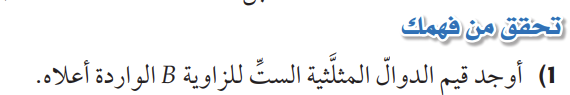 تحقق من فهمك
1) أوجد قيم الدوالّ المثلَّثية الستِّ للزاوية B الواردة أعلاه.